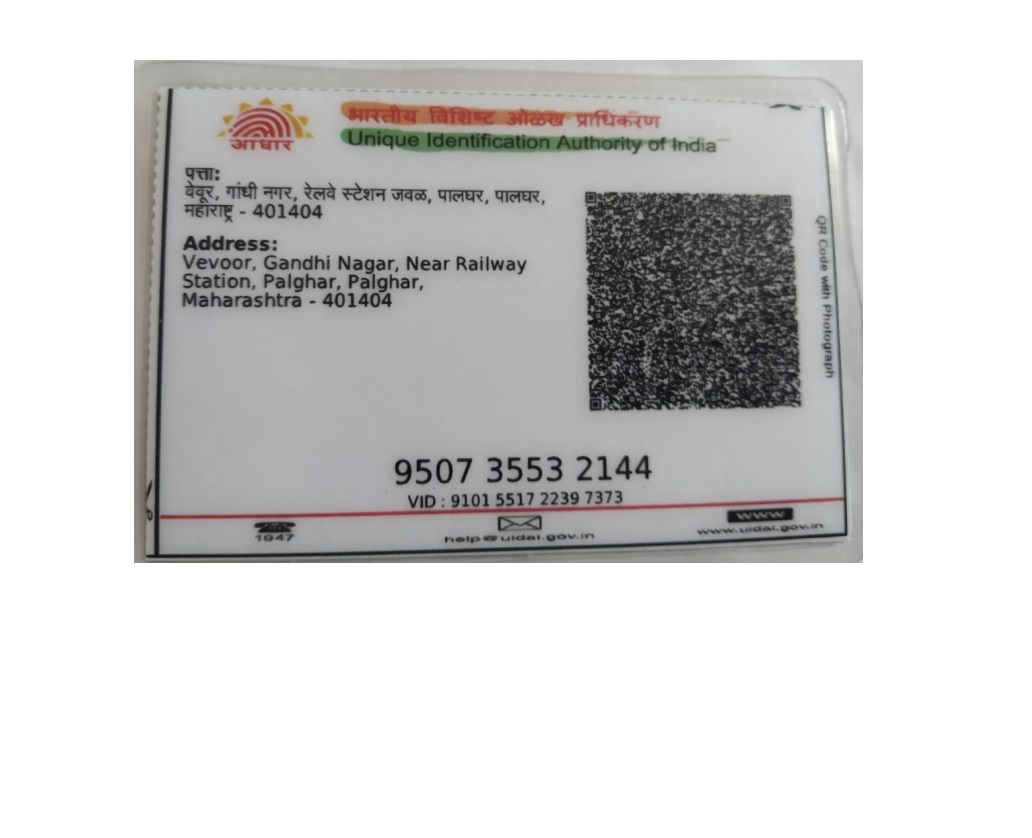 आधार
भारतीय विशिष्ट ओळख प्राधिकरण
Unique Identification Authority of India
पत्ता:
वेवूर, गांधी नगर, रेलवे स्टेशन जवळ, पालघर, पालघर,
महाराष्ट्र - 401404
Address:
Vevoor, Gandhi Nagar, Near Railway
Station, Palghar, Palghar,
Maharashtra - 401404
QR Code with Photograph
9507 3553 2144
VID : 9101 5517 2239 7373
1947
help@uidai.gov.in
www
www.uidai.gov.in